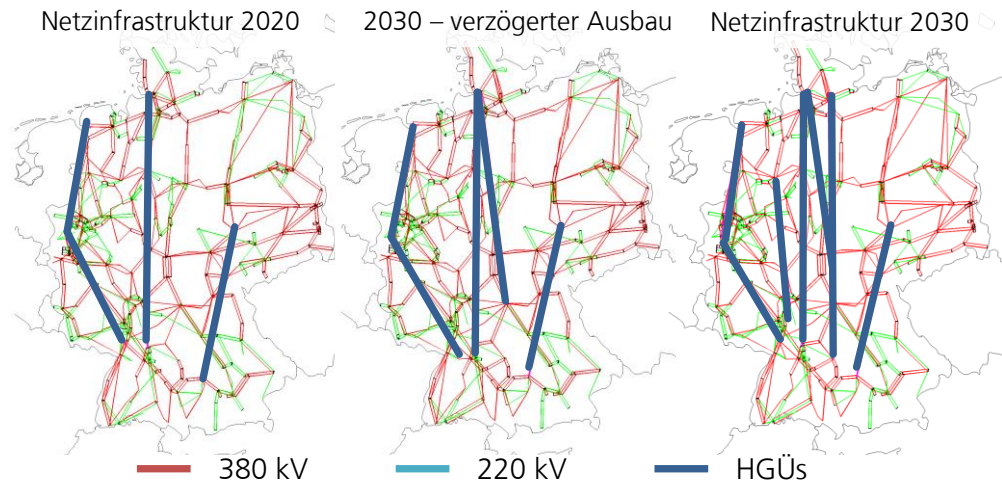 Netzinfrastruktur 2020
2030 – verzögerter Ausbau
Netzinfrastruktur 2030
380 kV
220 kV
HGÜs